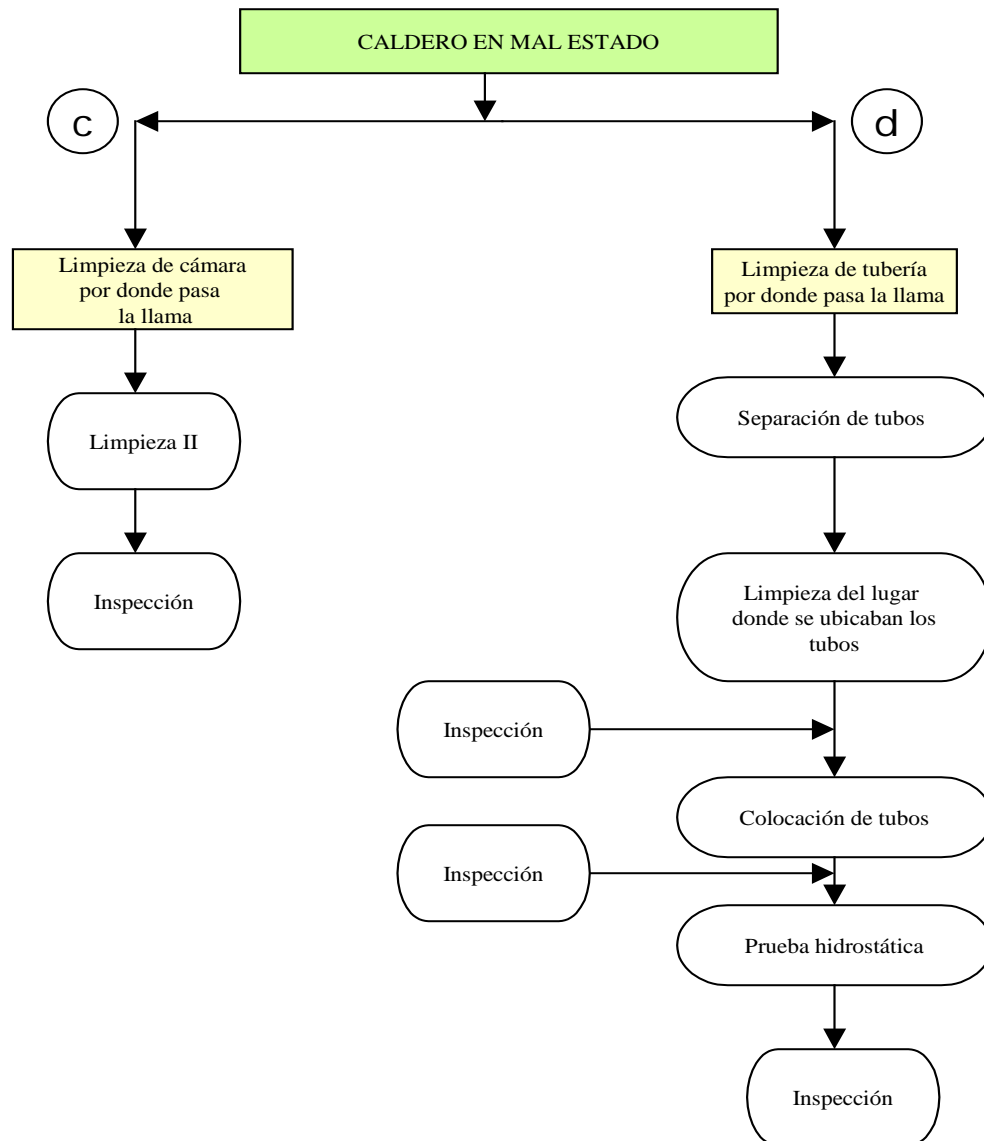 CALDERO EN MAL ESTADO
c
d
Limpieza de cámara
por donde pasa
la llama
Limpieza de tubería
por donde pasa la llama
Limpieza II
Separación de tubos
Inspección
Limpieza del lugar
donde se ubicaban los
tubos
Inspección
Colocación de tubos
Inspección
Prueba hidrostática
Inspección